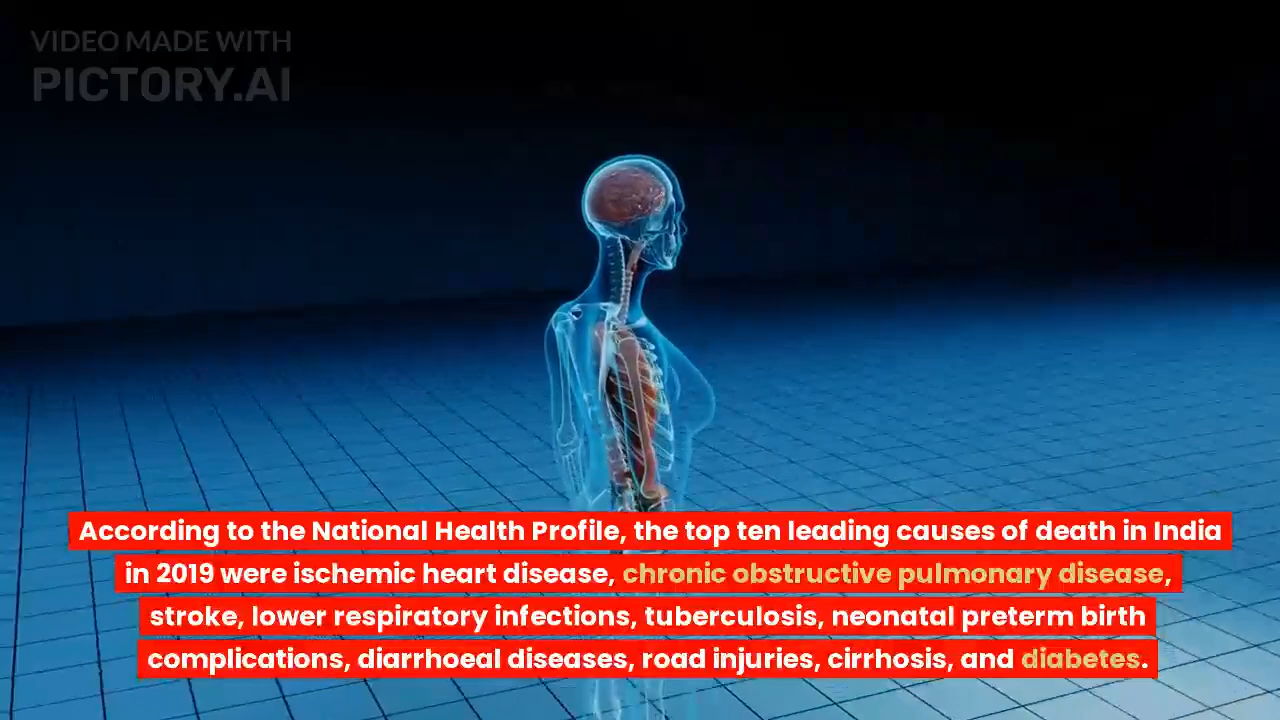 VIDEO MADE WITH
PICTORY.AI
According to the National Health Profile, the top ten leading causes of death in India
in 2019 were ischemic heart disease, chronic obstructive pulmonary disease,
stroke, lower respiratory infections, tuberculosis, neonatal preterm birth
complications, diarrhoeal diseases, road injuries, cirrhosis, and diabetes.